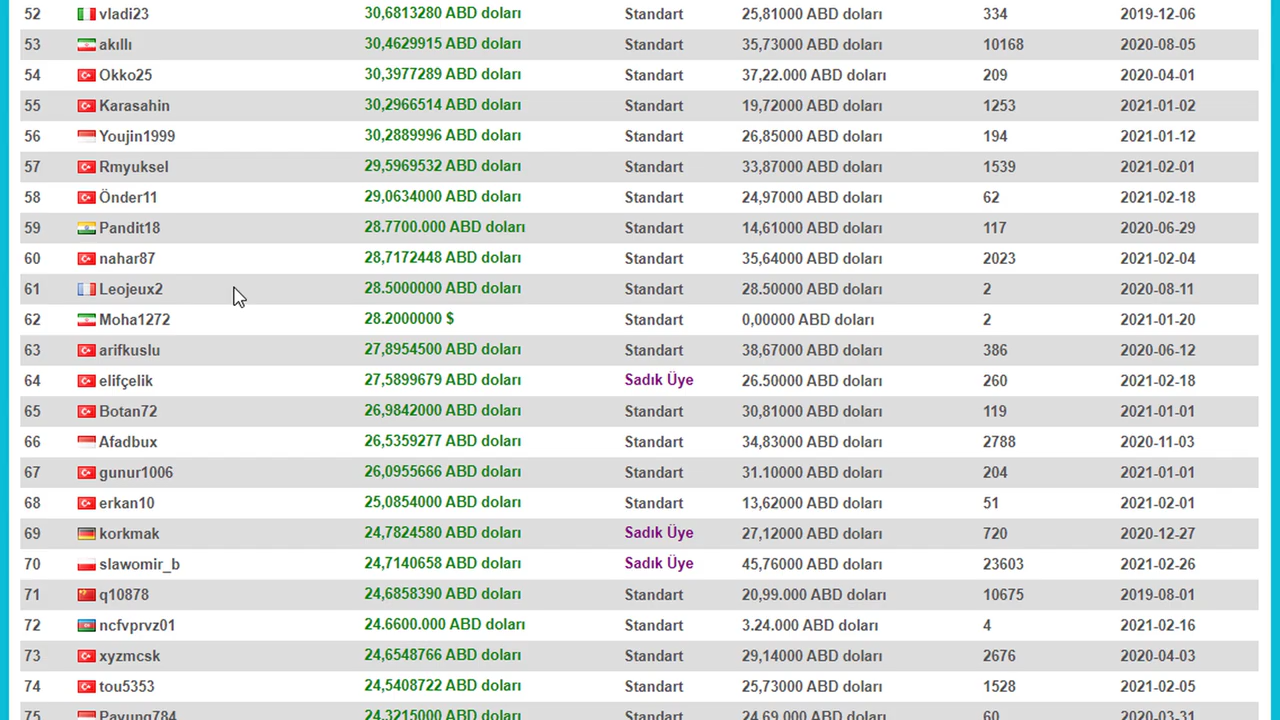 52 vladi23 30,6813280 ABD doları Standart 25,81000 ABD doları 334 2019-12-06
53 akıllı 30,4629915 ABD doları Standart 35,73000 ABD doları 10168 2020-08-05
54 Okko25 30,3977289 ABD doları Standart 37,22.000 ABD doları 209 2020-04-01
55 Karasahin 30,2966514 ABD doları Standart 19,72000 ABD doları 1253 2021-01-02
56 Youjin1999 30,2889996 ABD doları Standart 26,85000 ABD doları 194 2021-01-12
57 Rmyuksel 29,5969532 ABD doları Standart 33,87000 ABD doları 1539 2021-02-01
58 Önder11 29,0634000 ABD doları Standart 24,97000 ABD doları 62 2021-02-18
59 Pandit18 28.7700.000 ABD doları Standart 14,61000 ABD doları 117 2020-06-29
60 nahar87 28,7172448 ABD doları Standart 35,64000 ABD doları 2023 2021-02-04
61 Leojeux2 28.5000000 ABD doları Standart 28.50000 ABD doları 2 2020-08-11
62 Moha1272 28.2000000 $ Standart 0,00000 ABD doları 2 2021-01-20
63 arifkuslu 27,8954500 ABD doları Standart 38,67000 ABD doları 386 2020-06-12
64 elifçelik 27,5899679 ABD doları Sadık Üye 26.50000 ABD doları 260 2021-02-18
65 Botan72 26,9842000 ABD doları Standart 30,81000 ABD doları 119 2021-01-01
66 Afadbux 26,5359277 ABD doları Standart 34,83000 ABD doları 2788 2020-11-03
67 gunur1006 26,0955666 ABD doları Standart 31.10000 ABD doları 204 2021-01-01
68 erkan10 25,0854000 ABD doları Standart 13,62000 ABD doları 51 2021-02-01
69 korkmak 24,7824580 ABD doları Sadık Üye 27,12000 ABD doları 720 2020-12-27
70 slawomir_b 24,7140658 ABD doları Sadık Üye 45,76000 ABD doları 23603 2021-02-26
71 q10878 24,6858390 ABD doları Standart 20,99.000 ABD doları 10675 2019-08-01
72 ncfvprvz01 24.6600.000 ABD doları Standart 3.24.000 ABD doları 4 2021-02-16
73 xyzmcsk 24,6548766 ABD doları Standart 29,14000 ABD doları 2676 2020-04-03
74 tou5353 24,5408722 ABD doları Standart 25,73000 ABD doları 1528 2021-02-05
75 Payung784 24,3215000 ABD doları Standart 24,69.000 ABD doları 60 2020-03-31